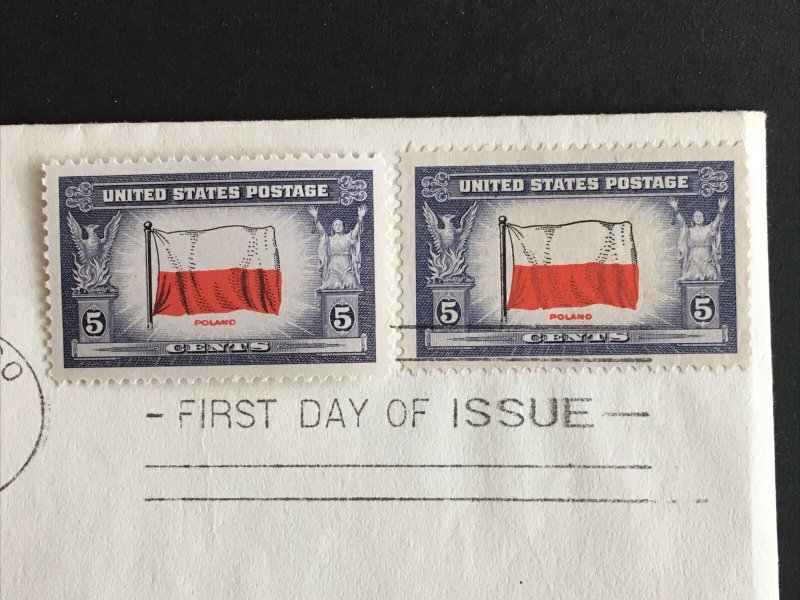 UNITED STATES POSTAGE
POLAND
5 5
CENTS
UNITED STATES POSTAGE
POLAND
5 5
CENTS
- FIRST DAY OF ISSUE -